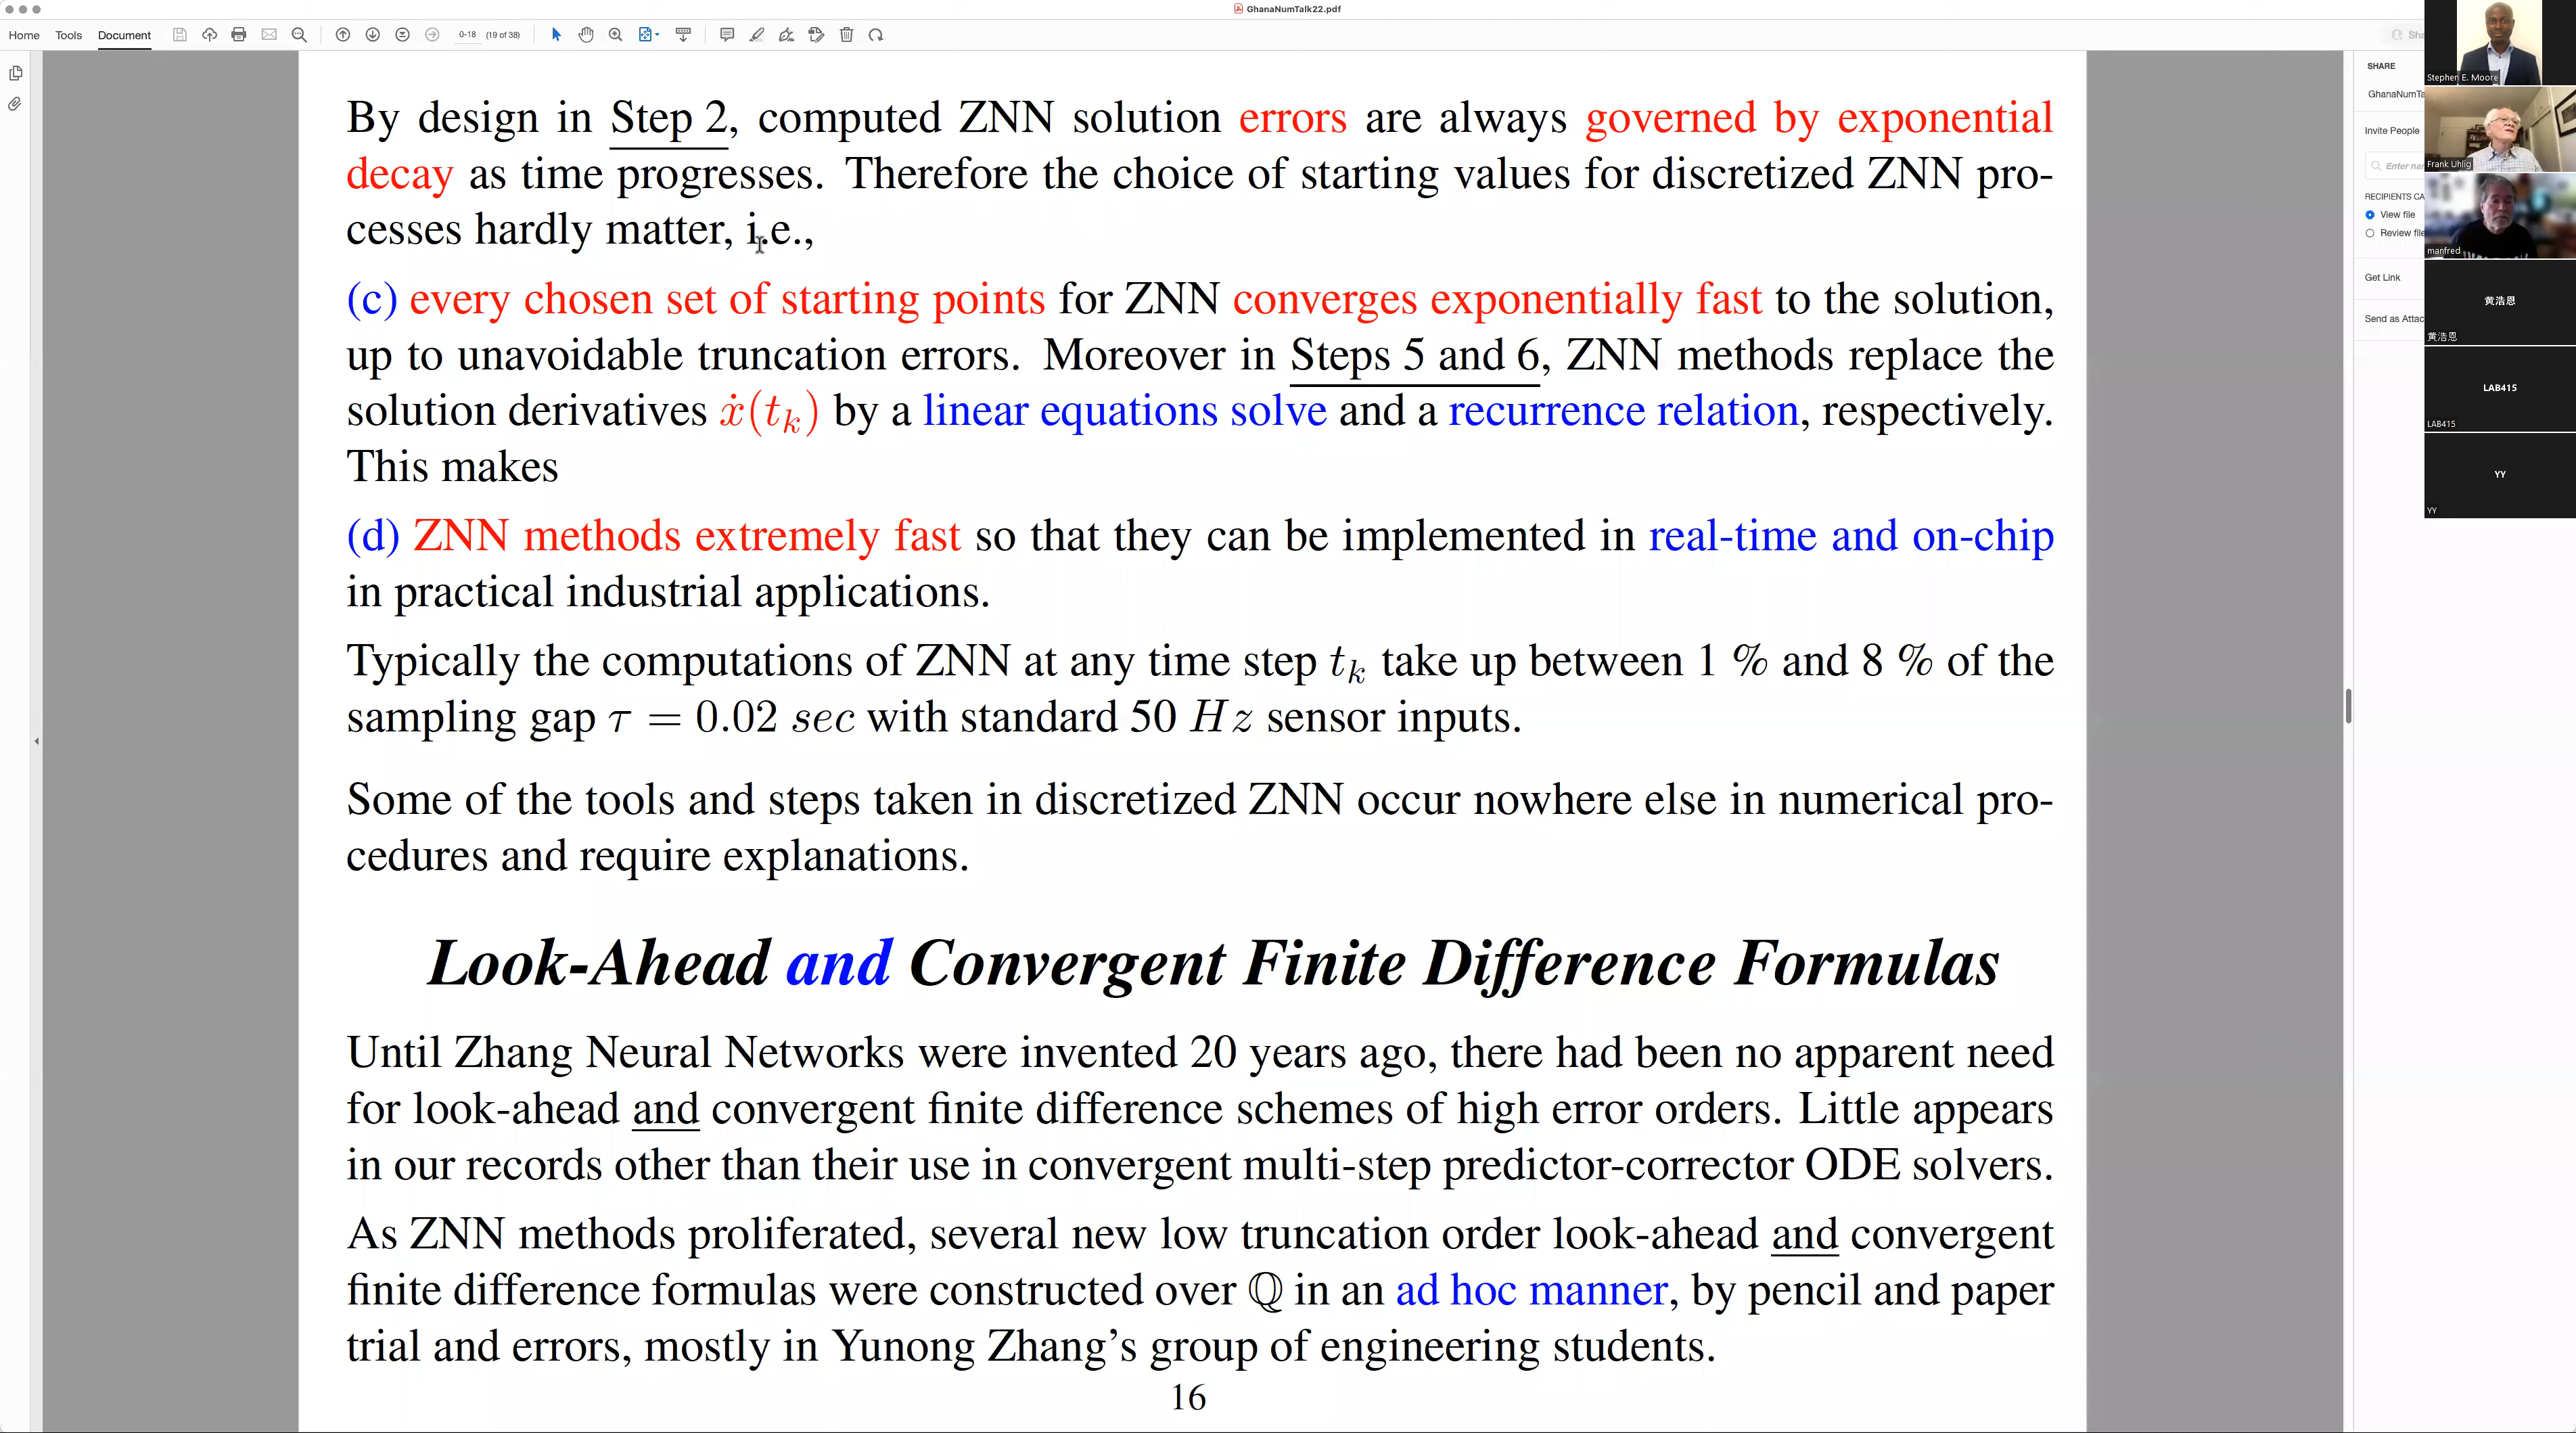 GhanaNumTalk22.pdf
Home Tools Document 0-18 (19 of 38)
By design in Step 2, computed ZNN solution errors are always governed by exponential
decay as time progresses. Therefore the choice of starting values for discretized ZNN pro-
cesses hardly matter, i.e.,
(c) every chosen set of starting points for ZNN converges exponentially fast to the solution,
up to unavoidable truncation errors. Moreover in Steps 5 and 6, ZNN methods replace the
solution derivatives ẋ(t_k) by a linear equations solve and a recurrence relation, respectively.
This makes
(d) ZNN methods extremely fast so that they can be implemented in real-time and on-chip
in practical industrial applications.
Typically the computations of ZNN at any time step t_k take up between 1 % and 8 % of the
sampling gap τ = 0.02 sec with standard 50 Hz sensor inputs.
Some of the tools and steps taken in discretized ZNN occur nowhere else in numerical pro-
cedures and require explanations.
Look-Ahead and Convergent Finite Difference Formulas
Until Zhang Neural Networks were invented 20 years ago, there had been no apparent need
for look-ahead and convergent finite difference schemes of high error orders. Little appears
in our records other than their use in convergent multi-step predictor-corrector ODE solvers.
As ZNN methods proliferated, several new low truncation order look-ahead and convergent
finite difference formulas were constructed over ℚ in an ad hoc manner, by pencil and paper
trial and errors, mostly in Yunong Zhang's group of engineering students.
16
SHARE
GhanaNumTa
Invite People
RECIPIENTS CA
View file
Review file
Get Link
Send as Attac
Stephen E. Moore
Frank Uhlig
manfred
黄浩恩
黄浩恩
LAB415
LAB415
YY
YY